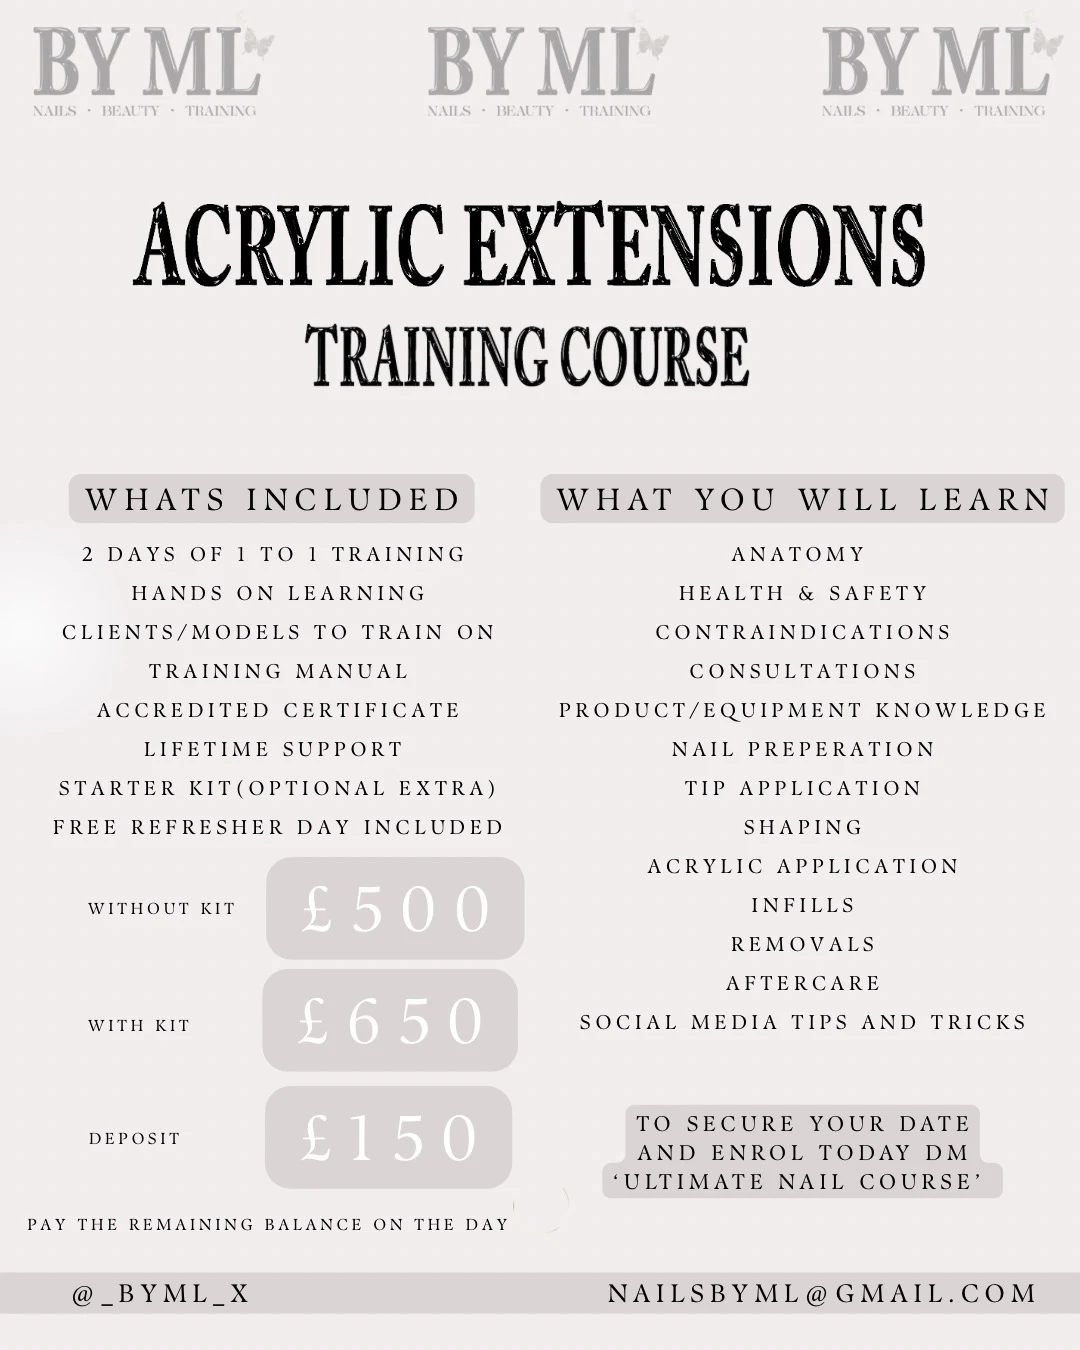 BY ML BY ML BY ML
NAILS · BEAUTY · TRAINING NAILS · BEAUTY · TRAINING NAILS · BEAUTY · TRAINING
ACRYLIC EXTENSIONS
TRAINING COURSE
WHATS INCLUDED
2 DAYS OF 1 TO 1 TRAINING
HANDS ON LEARNING
CLIENTS/MODELS TO TRAIN ON
TRAINING MANUAL
ACCREDITED CERTIFICATE
LIFETIME SUPPORT
STARTER KIT(OPTIONAL EXTRA)
FREE REFRESHER DAY INCLUDED
WITHOUT KIT £500
WITH KIT £650
DEPOSIT £150
PAY THE REMAINING BALANCE ON THE DAY
WHAT YOU WILL LEARN
ANATOMY
HEALTH & SAFETY
CONTRAINDICATIONS
CONSULTATIONS
PRODUCT/EQUIPMENT KNOWLEDGE
NAIL PREPERATION
TIP APPLICATION
SHAPING
ACRYLIC APPLICATION
INFILLS
REMOVALS
AFTERCARE
SOCIAL MEDIA TIPS AND TRICKS
TO SECURE YOUR DATE
AND ENROL TODAY DM
‘ULTIMATE NAIL COURSE’
@_BYML_X NAILSBYML@GMAIL.COM